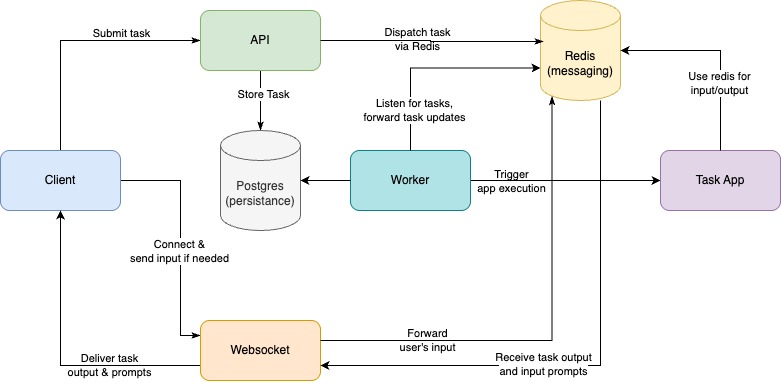 Submit task
API
Dispatch task
via Redis
Redis
(messaging)
Store Task
Listen for tasks,
forward task updates
Use redis for
input/output
Client
Postgres
(persistance)
Worker
Trigger
app execution
Task App
Connect &
send input if needed
Websocket
Forward
user's input
Deliver task
output & prompts
Receive task output
and input prompts